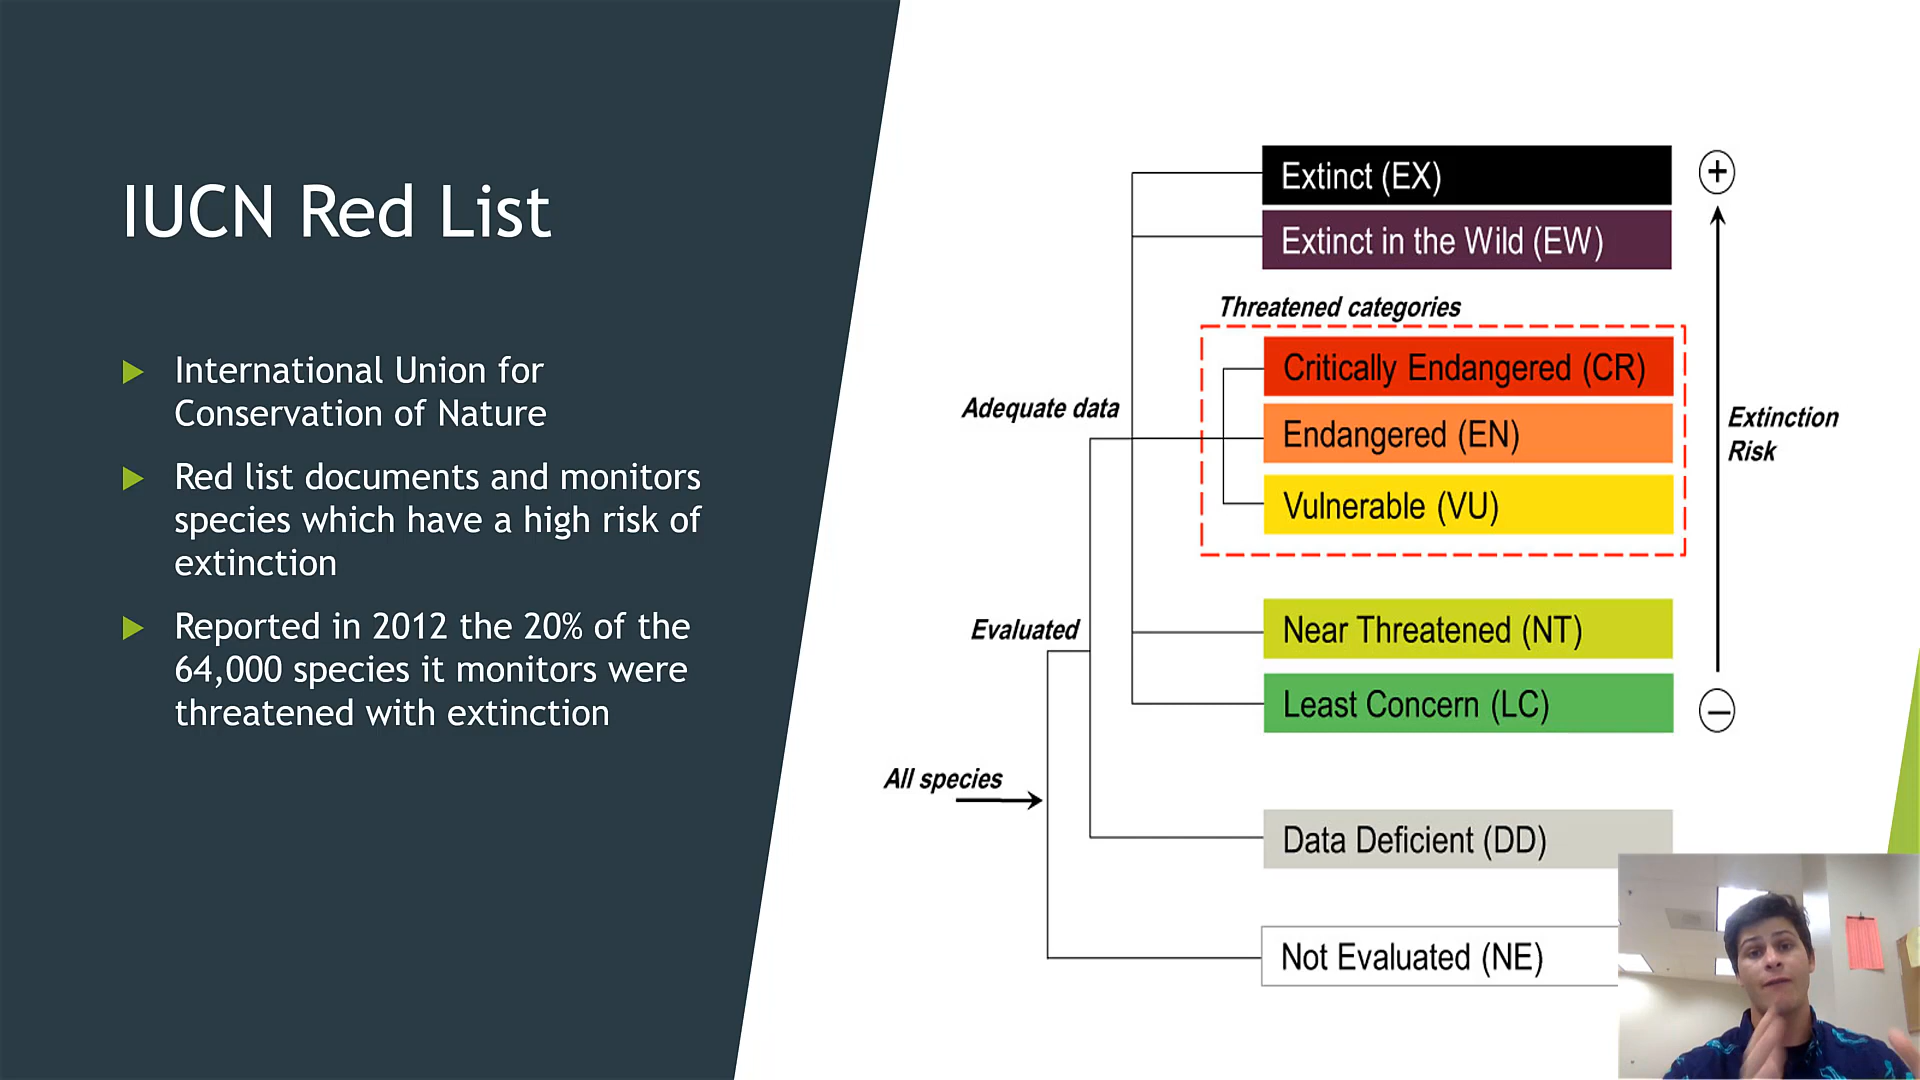 IUCN Red List
International Union for
Conservation of Nature
Red list documents and monitors
species which have a high risk of
extinction
Reported in 2012 the 20% of the
64,000 species it monitors were
threatened with extinction
Extinct (EX)
Extinct in the Wild (EW)
Threatened categories
Critically Endangered (CR)
Adequate data
Endangered (EN)
Extinction
Risk
Vulnerable (VU)
Evaluated
Near Threatened (NT)
Least Concern (LC)
All species
Data Deficient (DD)
Not Evaluated (NE)